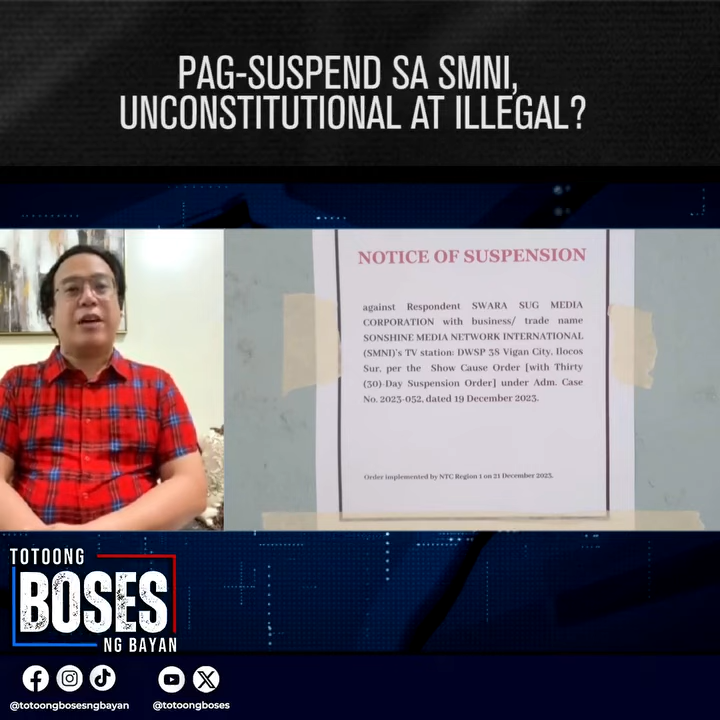 PAG-SUSPEND SA SMNI,
UNCONSTITUTIONAL AT ILLEGAL?
NOTICE OF SUSPENSION
against Respondent SWARA SUG MEDIA
CORPORATION with business/ trade name
SONSHINE MEDIA NETWORK INTERNATIONAL
(SMNI)'s TV station: DWSP 38 Vigan City, Ilocos
Sur, per the Show Cause Order [with Thirty
(30)-Day Suspension Order] under Adm. Case
No. 2023-052, dated 19 December 2023.
Order implemented by NTC Region 1 on 21 December 2023.
TOTOONG
BOSES
NG BAYAN
@totoongbosesngbayan @totoongboses